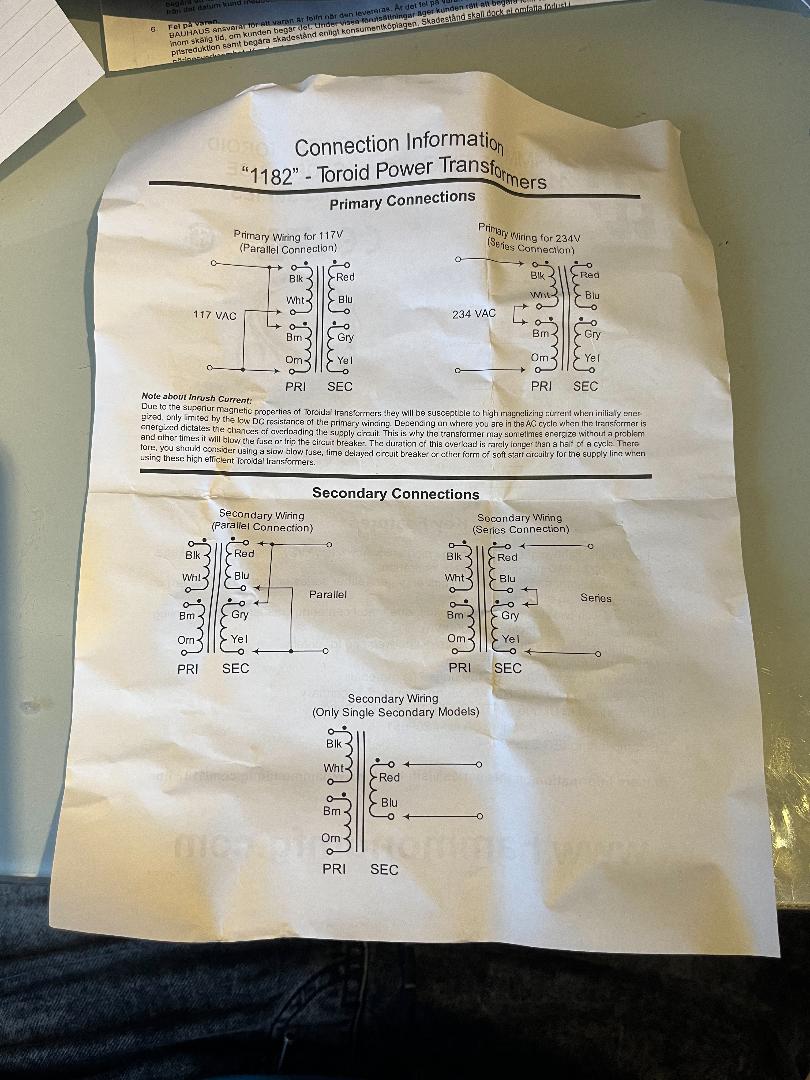 från det datum kund
6. Fel på varan.
BAUHAUS ansvarar för att varan är felfri när den levereras. Är det fel på
inom skälig tid, om kunden begär det. Under vissa förutsättningar äger kunden rätt att begära
prisreduktion samt begära skadestånd enligt konsumentköplagen. Skadestånd skall dock ej omfatta
Connection Information
“1182” - Toroid Power Transformers
Primary Connections
Primary Wiring for 117V
(Parallel Connection)
Blk
Red
Wht
Blu
117 VAC
Brn
Gry
Orn
Yel
PRI SEC
Primary Wiring for 234V
(Series Connection)
Blk
Red
Wht
Blu
234 VAC
Brn
Gry
Orn
Yel
PRI SEC
Note about Inrush Current:
Due to the superior magnetic properties of Toroidal transformers they will be susceptible to high magnetizing current when initially ener-
gized, only limited by the low DC resistance of the primary winding. Depending on where you are in the AC cycle when the transformer is
energized dictates the chances of overloading the supply circuit. This is why the transformer may sometimes energize without a problem
and other times it will blow the fuse or trip the circuit breaker. The duration of this overload is rarely longer than a half of a cycle. There
fore, you should consider using a slow blow fuse, time delayed circuit breaker or other form of soft start circuitry for the supply line when
using these high efficient Toroidal transformers.
Secondary Connections
Secondary Wiring
(Parallel Connection)
Blk
Red
Wht
Blu
Parallel
Brn
Gry
Orn
Yel
PRI SEC
Secondary Wiring
(Series Connection)
Blk
Red
Wht
Blu
Series
Brn
Gry
Orn
Yel
PRI SEC
Secondary Wiring
(Only Single Secondary Models)
Blk
Wht
Red
Brn
Blu
Orn
PRI SEC